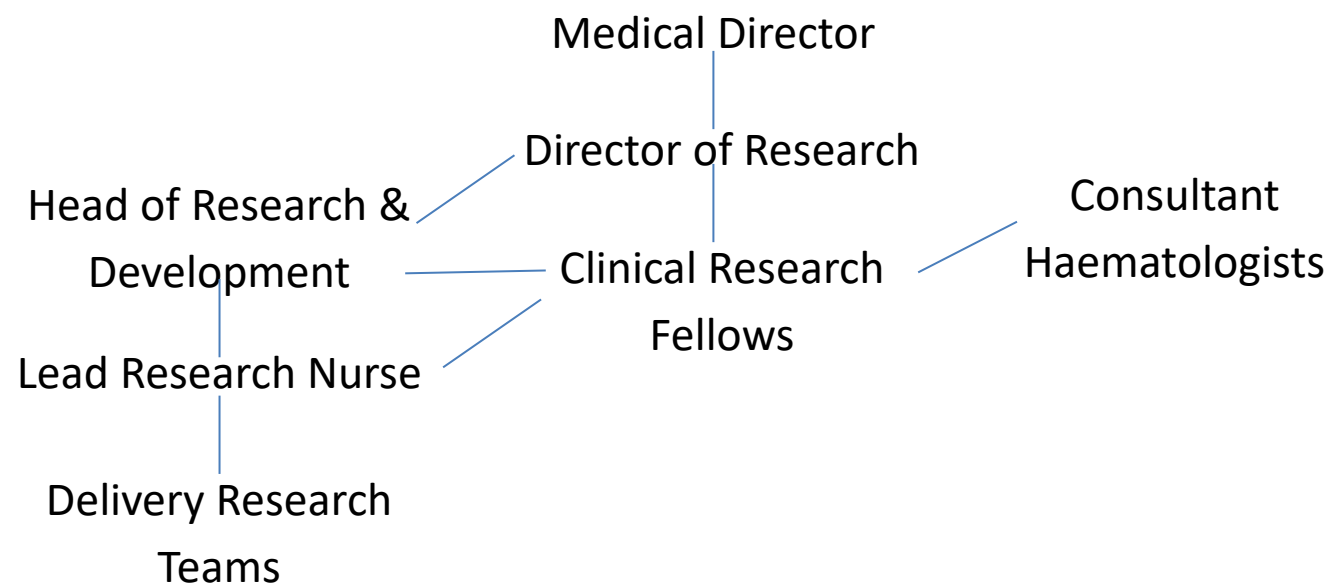 Medical Director
Director of Research
Head of Research &
Development
Consultant
Haematologists
Clinical Research
Fellows
Lead Research Nurse
Delivery Research
Teams